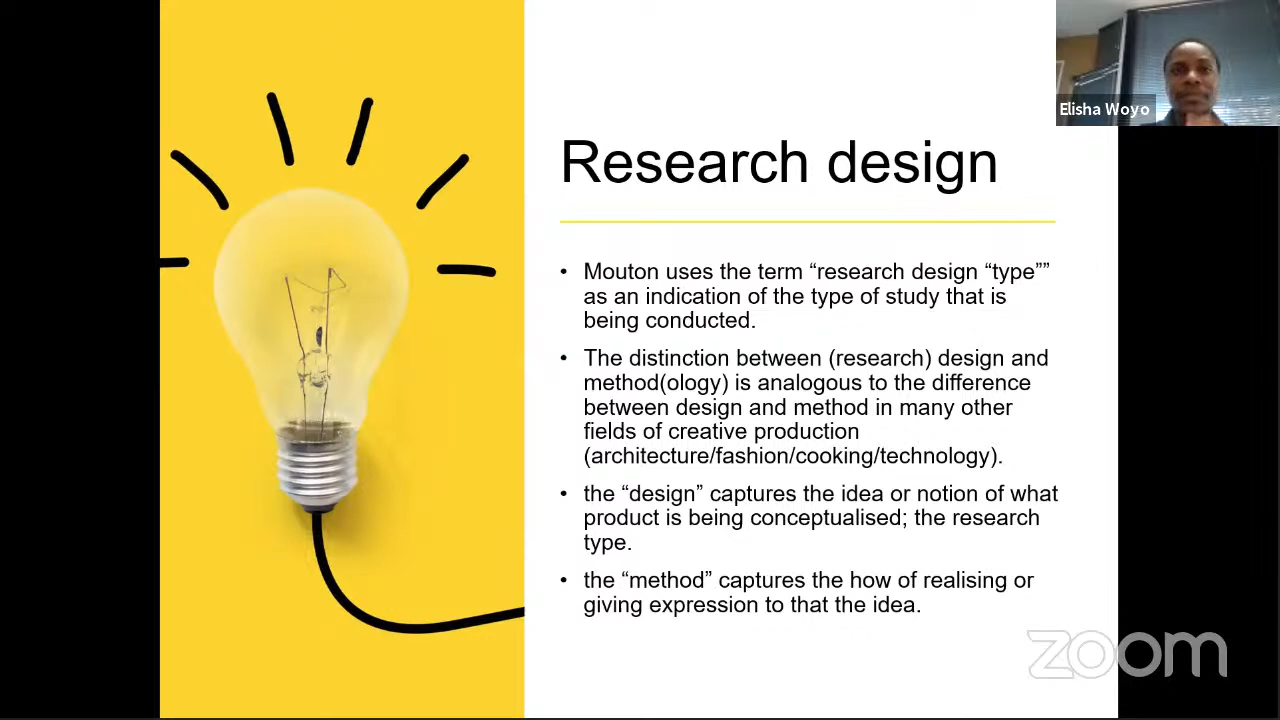 Elisha Woyo
Research design
• Mouton uses the term “research design “type””
as an indication of the type of study that is
being conducted.
• The distinction between (research) design and
method(ology) is analogous to the difference
between design and method in many other
fields of creative production
(architecture/fashion/cooking/technology).
• the “design” captures the idea or notion of what
product is being conceptualised; the research
type.
• the “method” captures the how of realising or
giving expression to that the idea.
zoom